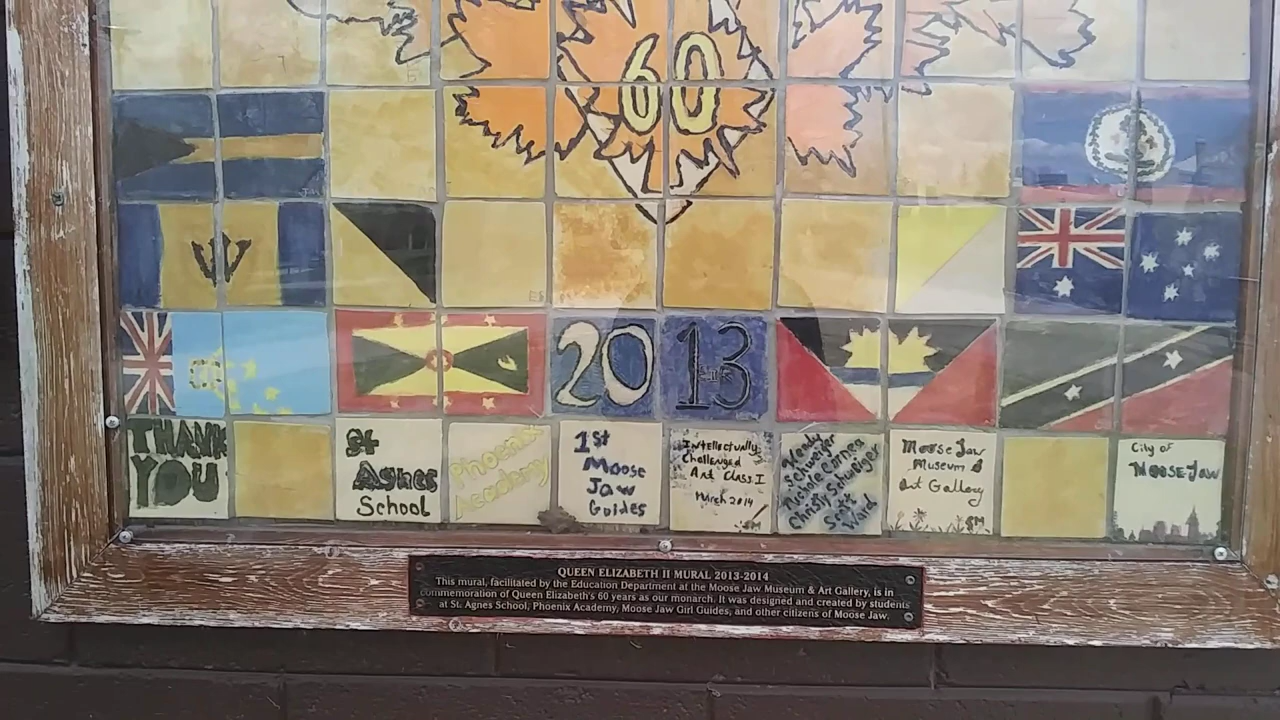 60
2013
THANK
YOU
St
Agnes
School
Phoenix
Academy
1st
Moose
Jaw
Guides
Intellectually
Challenged
Art Class I
March 2014
Wendy
Schweiger
Nichole Cornea
Christy Schweiger
Scott
Ward
Moose Jaw
Museum &
Art Gallery
City of
MOOSE JAW
QUEEN ELIZABETH II MURAL 2013-2014
This mural, facilitated by the Education Department at the Moose Jaw Museum & Art Gallery, is in
commemoration of Queen Elizabeth's 60 years as our monarch. It was designed and created by students
at St. Agnes School, Phoenix Academy, Moose Jaw Girl Guides, and other citizens of Moose Jaw.